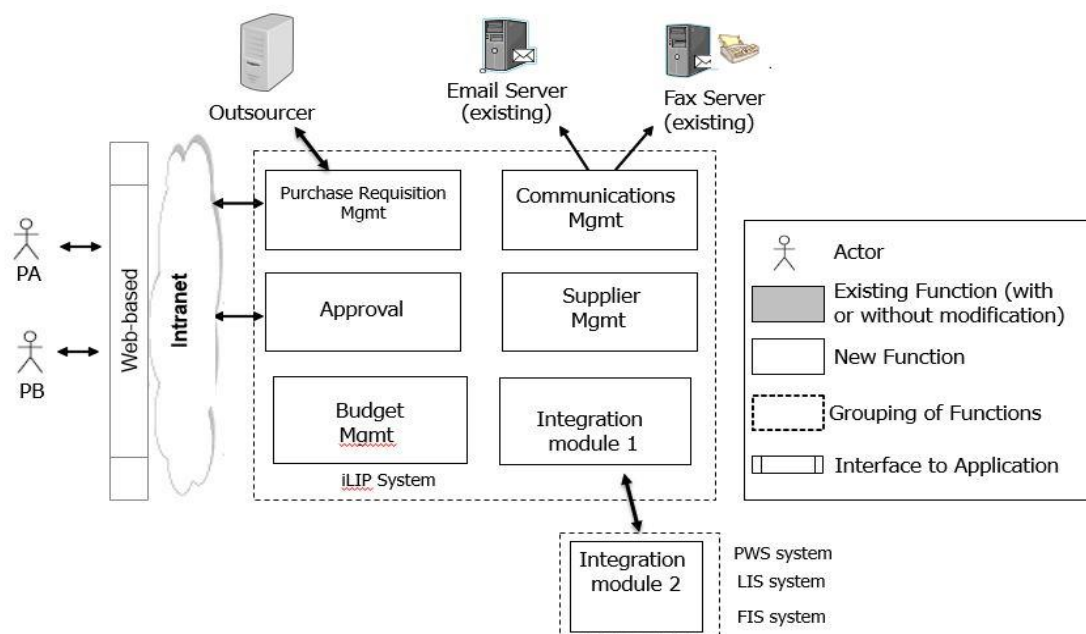 Outsourcer
Email Server
(existing)
Fax Server
(existing)
PA
PB
Web-based
Intranet
Purchase Requisition
Mgmt
Communications
Mgmt
Approval
Supplier
Mgmt
Budget
Mgmt
Integration
module 1
iLIP System
Integration
module 2
PWS system
LIS system
FIS system
Actor
Existing Function (with
or without modification)
New Function
Grouping of Functions
Interface to Application